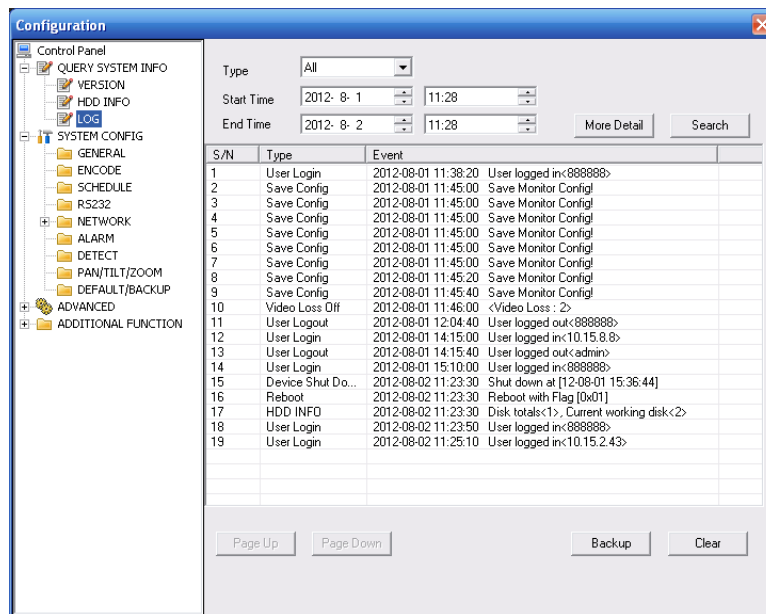 Configuration
Control Panel
QUERY SYSTEM INFO
VERSION
HDD INFO
LOG
SYSTEM CONFIG
GENERAL
ENCODE
SCHEDULE
RS232
NETWORK
ALARM
DETECT
PAN/TILT/ZOOM
DEFAULT/BACKUP
ADVANCED
ADDITIONAL FUNCTION
Type All
Start Time 2012- 8- 1 11:28
End Time 2012- 8- 2 11:28 More Detail Search
S/N Type Event
1 User Login 2012-08-01 11:38:20 User logged in<888888>
2 Save Config 2012-08-01 11:45:00 Save Monitor Config!
3 Save Config 2012-08-01 11:45:00 Save Monitor Config!
4 Save Config 2012-08-01 11:45:00 Save Monitor Config!
5 Save Config 2012-08-01 11:45:00 Save Monitor Config!
6 Save Config 2012-08-01 11:45:00 Save Monitor Config!
7 Save Config 2012-08-01 11:45:00 Save Monitor Config!
8 Save Config 2012-08-01 11:45:20 Save Monitor Config!
9 Save Config 2012-08-01 11:45:40 Save Monitor Config!
10 Video Loss Off 2012-08-01 11:46:00 <Video Loss : 2>
11 User Logout 2012-08-01 12:04:40 User logged out<888888>
12 User Login 2012-08-01 14:15:00 User logged in<10.15.8.8>
13 User Logout 2012-08-01 14:15:40 User logged out<admin>
14 User Login 2012-08-01 15:10:00 User logged in<888888>
15 Device Shut Do... 2012-08-02 11:23:30 Shut down at [12-08-01 15:36:44]
16 Reboot 2012-08-02 11:23:30 Reboot with Flag [0x01]
17 HDD INFO 2012-08-02 11:23:30 Disk totals<1>, Current working disk<2>
18 User Login 2012-08-02 11:23:50 User logged in<888888>
19 User Login 2012-08-02 11:25:10 User logged in<10.15.2.43>
Page Up Page Down Backup Clear